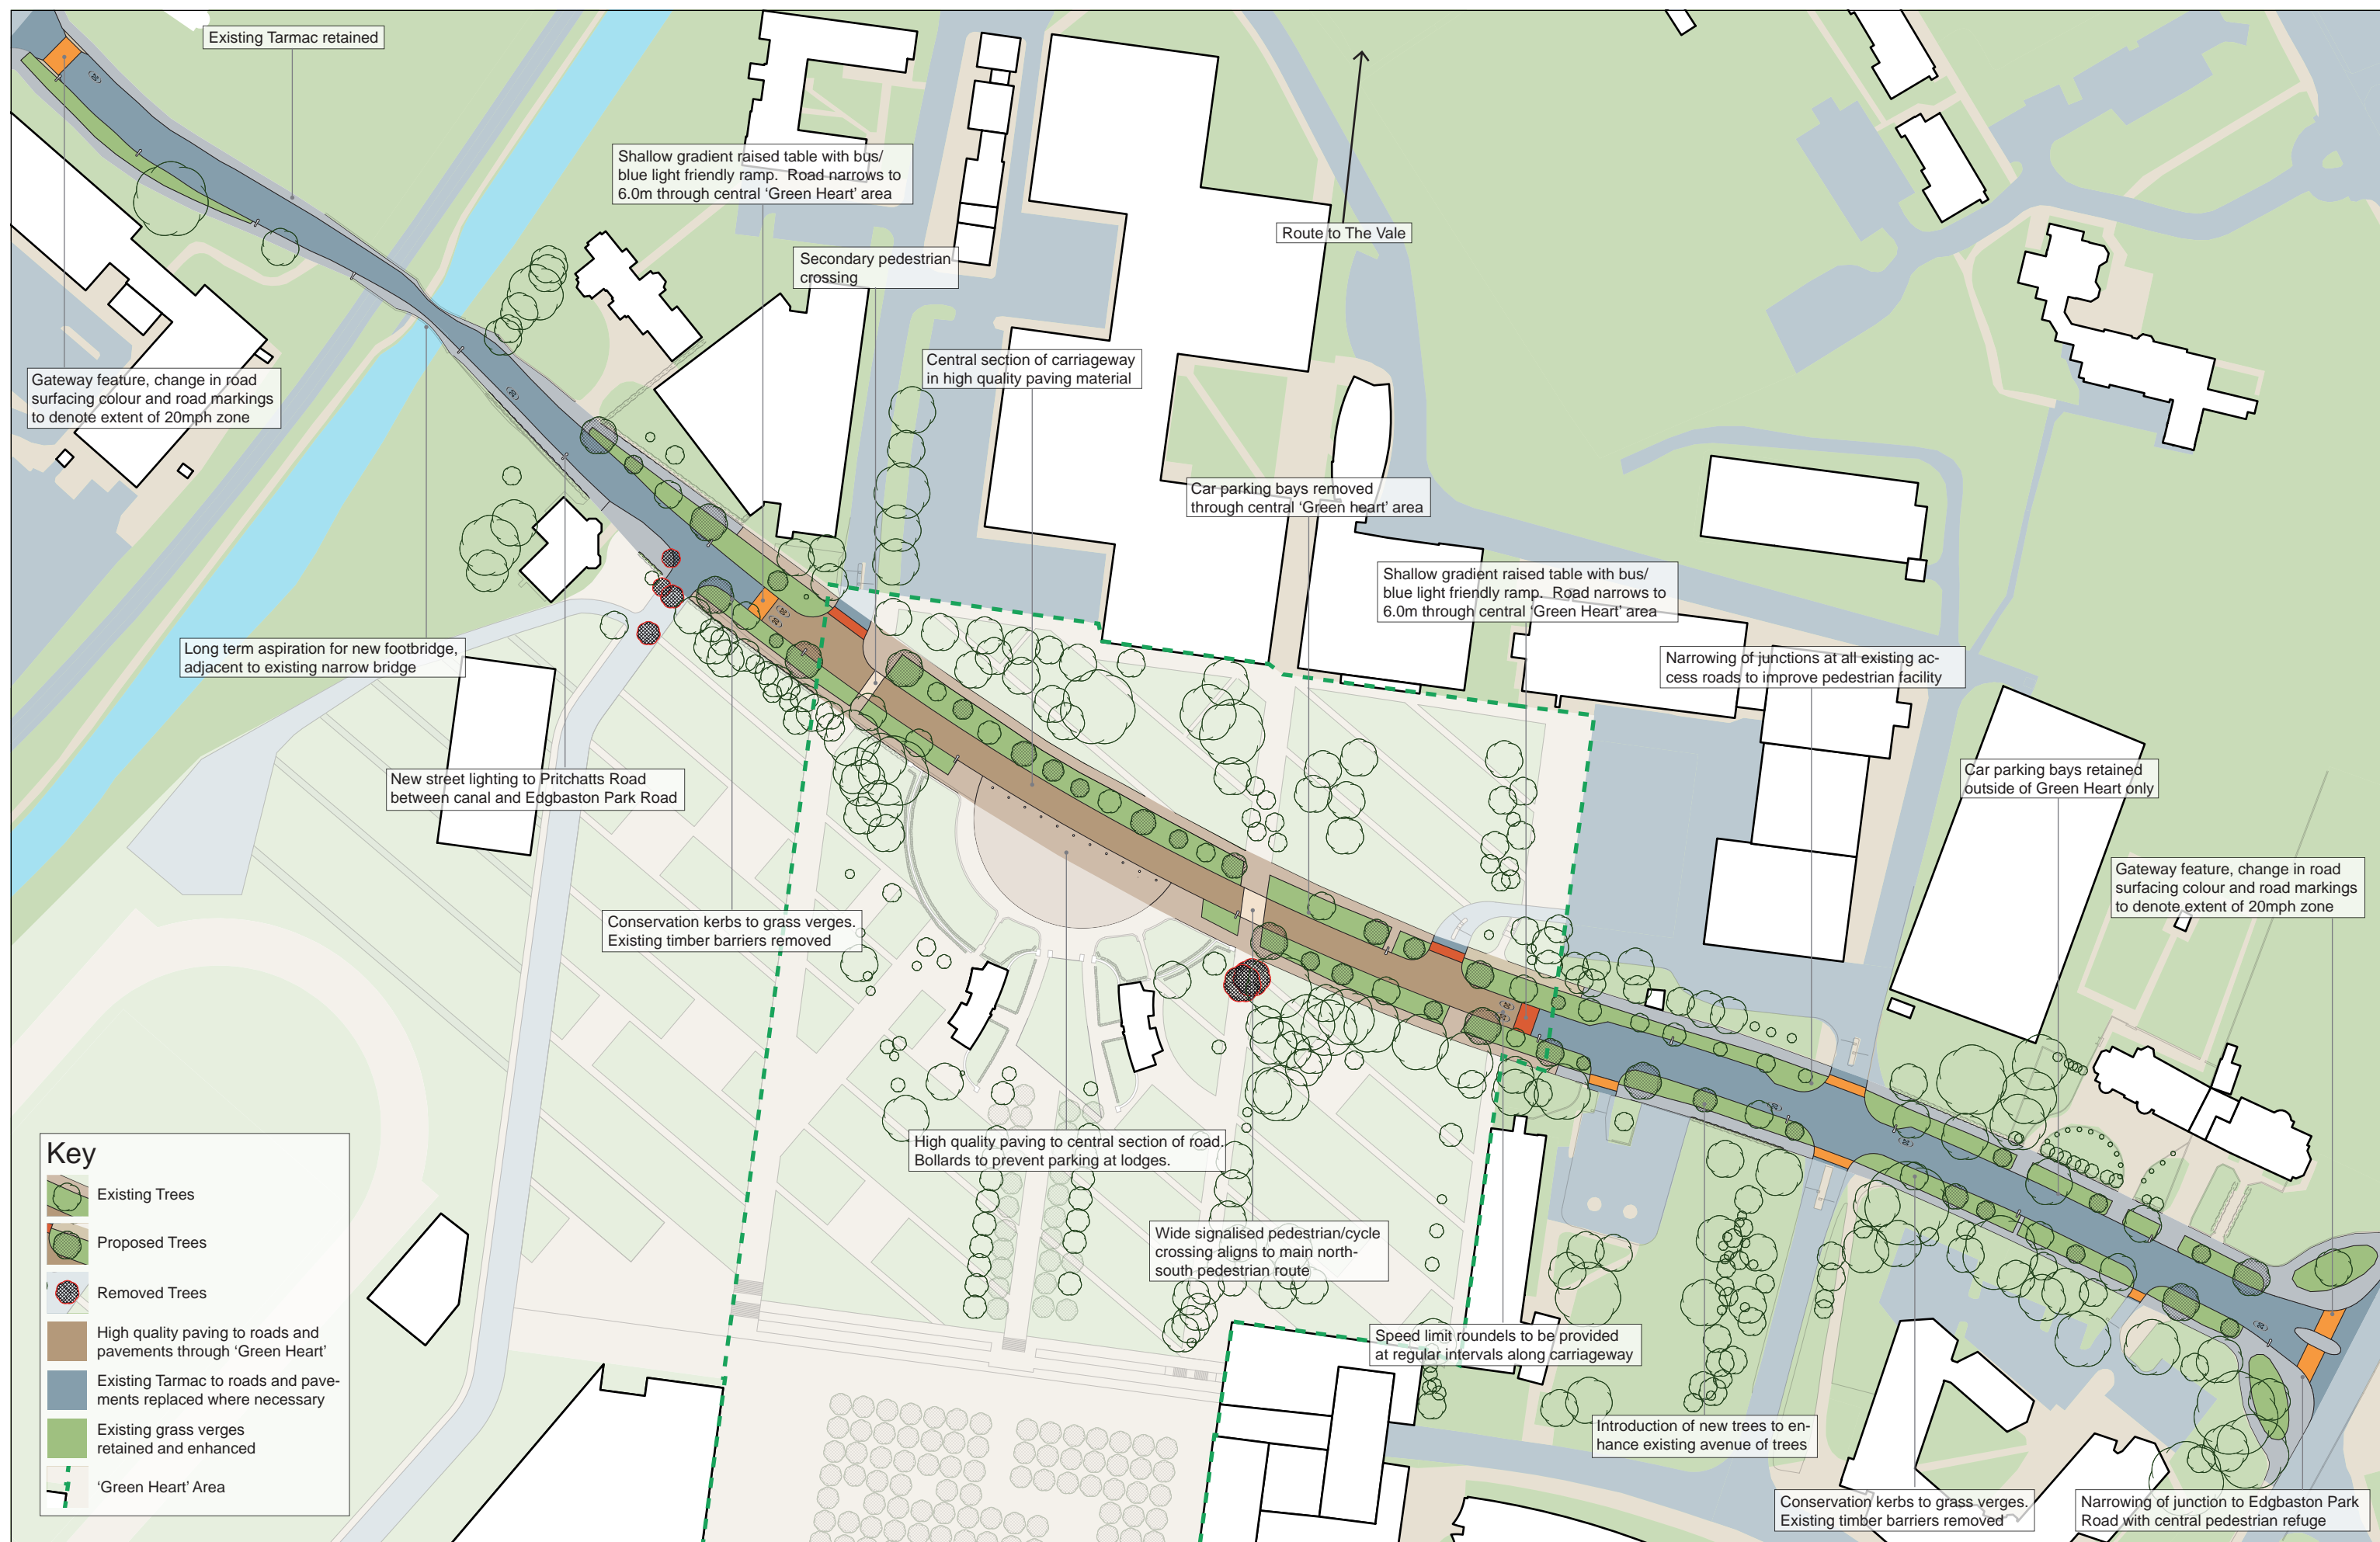 Existing Tarmac retained
Shallow gradient raised table with bus/
blue light friendly ramp.  Road narrows to
6.0m through central ‘Green Heart’ area
Route to The Vale
Secondary pedestrian
crossing
Central section of carriageway
in high quality paving material
Gateway feature, change in road
surfacing colour and road markings
to denote extent of 20mph zone
Car parking bays removed
through central ‘Green heart’ area
Shallow gradient raised table with bus/
blue light friendly ramp.  Road narrows to
6.0m through central ‘Green Heart’ area
Long term aspiration for new footbridge,
adjacent to existing narrow bridge
Narrowing of junctions at all existing ac-
cess roads to improve pedestrian facility
New street lighting to Pritchatts Road
between canal and Edgbaston Park Road
Car parking bays retained
outside of Green Heart only
Gateway feature, change in road
surfacing colour and road markings
to denote extent of 20mph zone
Conservation kerbs to grass verges.
Existing timber barriers removed
High quality paving to central section of road.
Bollards to prevent parking at lodges.
Wide signalised pedestrian/cycle
crossing aligns to main north-
south pedestrian route
Speed limit roundels to be provided
at regular intervals along carriageway
Introduction of new trees to en-
hance existing avenue of trees
Conservation kerbs to grass verges.
Existing timber barriers removed
Narrowing of junction to Edgbaston Park
Road with central pedestrian refuge
Key
Existing Trees
Proposed Trees
Removed Trees
High quality paving to roads and
pavements through ‘Green Heart’
Existing Tarmac to roads and pave-
ments replaced where necessary
Existing grass verges
retained and enhanced
‘Green Heart’ Area